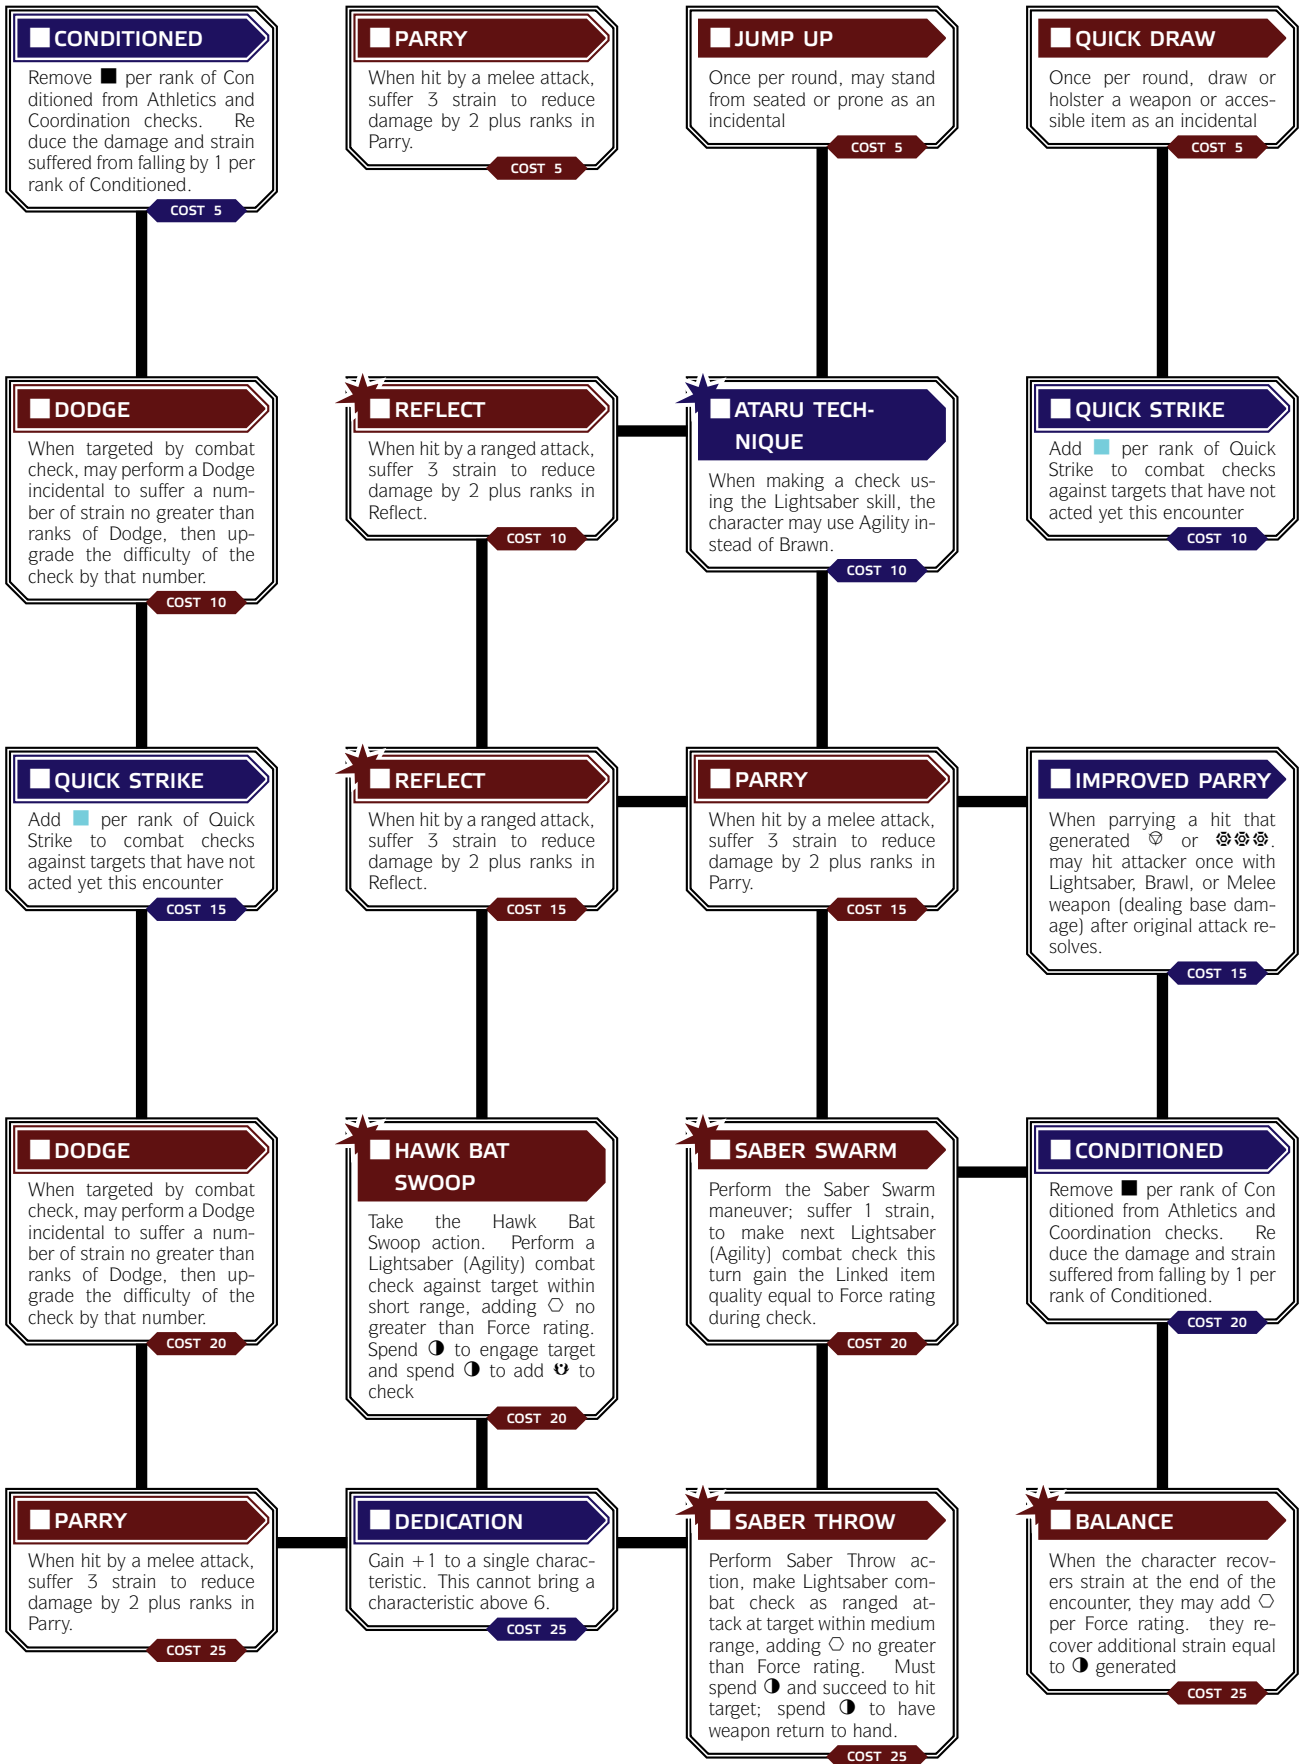 CONDITIONED
Remove per rank of Con
ditioned from Athletics and
Coordination checks. Re
duce the damage and strain
suffered from falling by 1 per
rank of Conditioned.
COST 5
PARRY
When hit by a melee attack,
suffer 3 strain to reduce
damage by 2 plus ranks in
Parry.
COST 5
JUMP UP
Once per round, may stand
from seated or prone as an
incidental
COST 5
QUICK DRAW
Once per round, draw or
holster a weapon or acces-
sible item as an incidental
COST 5
DODGE
When targeted by combat
check, may perform a Dodge
incidental to suffer a num-
ber of strain no greater than
ranks of Dodge, then up-
grade the difficulty of the
check by that number.
COST 10
REFLECT
When hit by a ranged attack,
suffer 3 strain to reduce
damage by 2 plus ranks in
Reflect.
COST 10
ATARU TECH-
NIQUE
When making a check us-
ing the Lightsaber skill, the
character may use Agility in-
stead of Brawn.
COST 10
QUICK STRIKE
Add per rank of Quick
Strike to combat checks
against targets that have not
acted yet this encounter
COST 10
QUICK STRIKE
Add per rank of Quick
Strike to combat checks
against targets that have not
acted yet this encounter
COST 15
REFLECT
When hit by a ranged attack,
suffer 3 strain to reduce
damage by 2 plus ranks in
Reflect.
COST 15
PARRY
When hit by a melee attack,
suffer 3 strain to reduce
damage by 2 plus ranks in
Parry.
COST 15
IMPROVED PARRY
When parrying a hit that
generated or .
may hit attacker once with
Lightsaber, Brawl, or Melee
weapon (dealing base dam-
age) after original attack re-
solves.
COST 15
DODGE
When targeted by combat
check, may perform a Dodge
incidental to suffer a num-
ber of strain no greater than
ranks of Dodge, then up-
grade the difficulty of the
check by that number.
COST 20
HAWK BAT
SWOOP
Take the Hawk Bat
Swoop action. Perform a
Lightsaber (Agility) combat
check against target within
short range, adding no
greater than Force rating.
Spend to engage target
and spend to add to
check
COST 20
SABER SWARM
Perform the Saber Swarm
maneuver; suffer 1 strain,
to make next Lightsaber
(Agility) combat check this
turn gain the Linked item
quality equal to Force rating
during check.
COST 20
CONDITIONED
Remove per rank of Con
ditioned from Athletics and
Coordination checks. Re
duce the damage and strain
suffered from falling by 1 per
rank of Conditioned.
COST 20
PARRY
When hit by a melee attack,
suffer 3 strain to reduce
damage by 2 plus ranks in
Parry.
COST 25
DEDICATION
Gain +1 to a single charac-
teristic. This cannot bring a
characteristic above 6.
COST 25
SABER THROW
Perform Saber Throw ac-
tion, make Lightsaber com-
bat check as ranged at-
tack at target within medium
range, adding no greater
than Force rating. Must
spend and succeed to hit
target; spend to have
weapon return to hand.
COST 25
BALANCE
When the character recov-
ers strain at the end of the
encounter, they may add
per Force rating. they re-
cover additional strain equal
to generated
COST 25